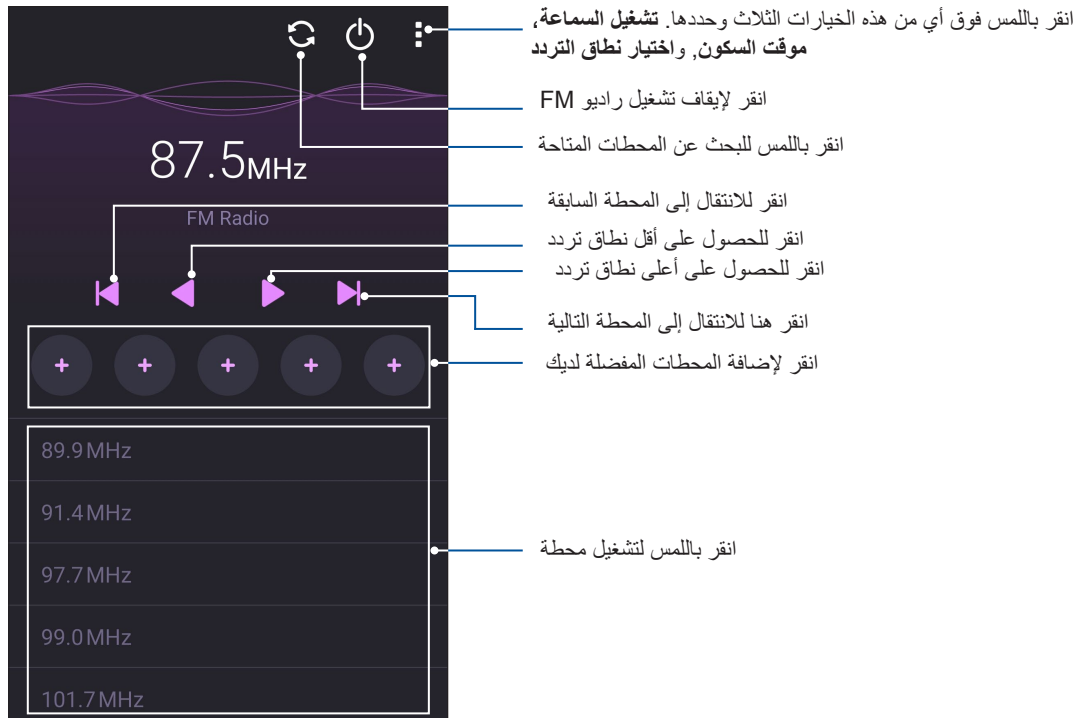 انقر باللمس فوق أي من هذه الخيارات الثلاث وحددها. تشغيل السماعة،
موقت السكون, واختيار نطاق التردد
انقر لإيقاف تشغيل راديو FM
انقر باللمس للبحث عن المحطات المتاحة
87.5MHz
FM Radio
انقر للانتقال إلى المحطة السابقة
انقر للحصول على أقل نطاق تردد
انقر للحصول على أعلى نطاق تردد
انقر هنا للانتقال إلى المحطة التالية
انقر لإضافة المحطات المفضلة لديك
+ + + + +
89.9MHz
91.4MHz
97.7MHz
99.0MHz
101.7MHz
انقر باللمس لتشغيل محطة